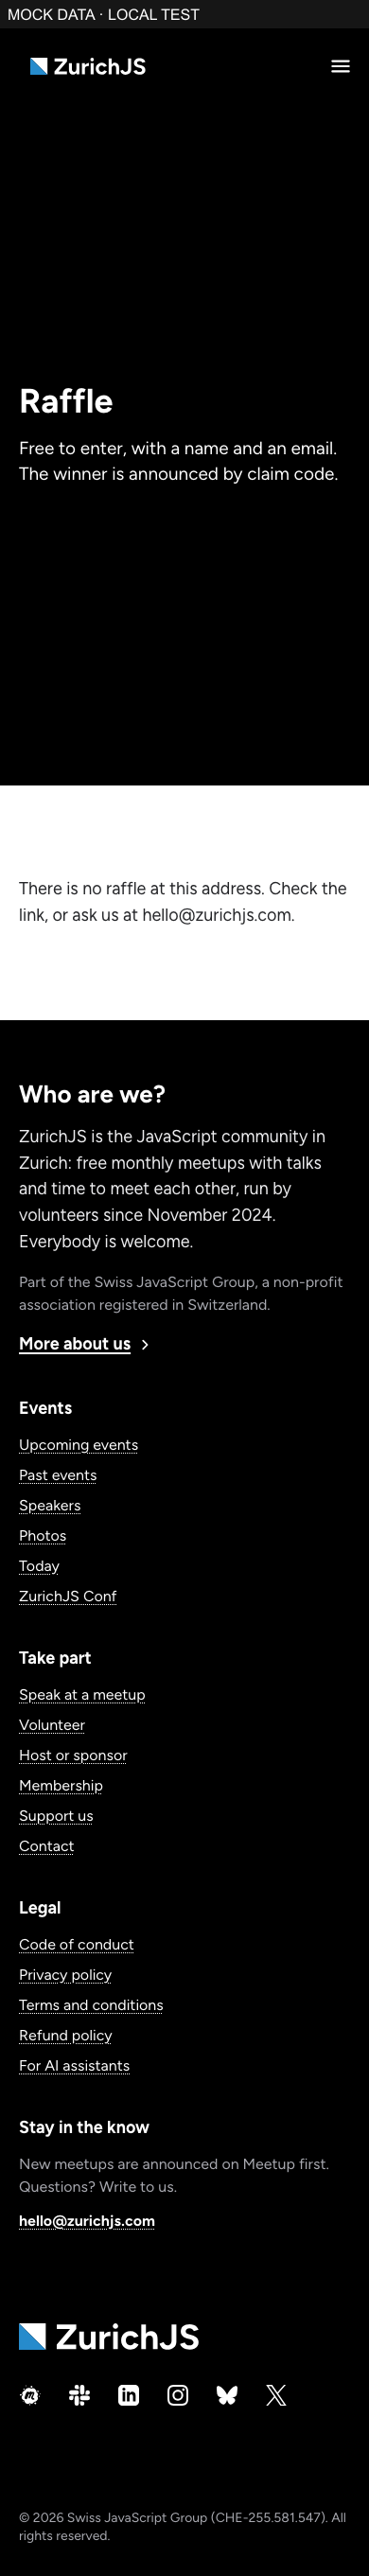 MOCK DATA · LOCAL TEST
ZurichJS
Raffle
Free to enter, with a name and an email.
The winner is announced by claim code.
There is no raffle at this address. Check the
link, or ask us at hello@zurichjs.com.
Who are we?
ZurichJS is the JavaScript community in
Zurich: free monthly meetups with talks
and time to meet each other, run by
volunteers since November 2024.
Everybody is welcome.
Part of the Swiss JavaScript Group, a non-profit
association registered in Switzerland.
More about us
Events
Upcoming events
Past events
Speakers
Photos
Today
ZurichJS Conf
Take part
Speak at a meetup
Volunteer
Host or sponsor
Membership
Support us
Contact
Legal
Code of conduct
Privacy policy
Terms and conditions
Refund policy
For AI assistants
Stay in the know
New meetups are announced on Meetup first.
Questions? Write to us.
hello@zurichjs.com
ZurichJS
© 2026 Swiss JavaScript Group (CHE-255.581.547). All
rights reserved.